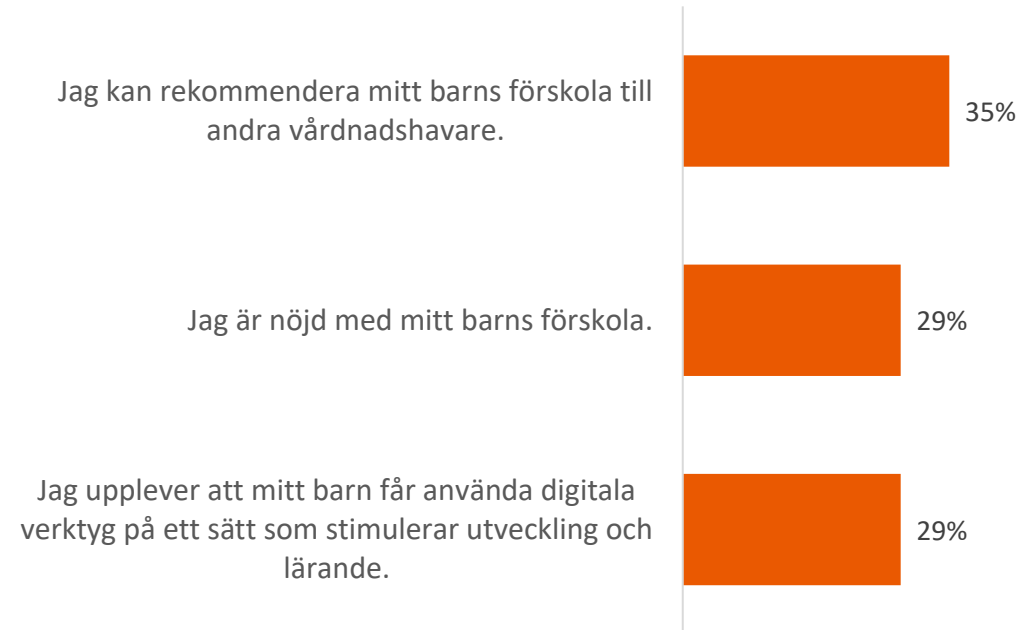 Jag kan rekommendera mitt barns förskola till
andra vårdnadshavare.
35%
Jag är nöjd med mitt barns förskola.
29%
Jag upplever att mitt barn får använda digitala
verktyg på ett sätt som stimulerar utveckling och
lärande.
29%